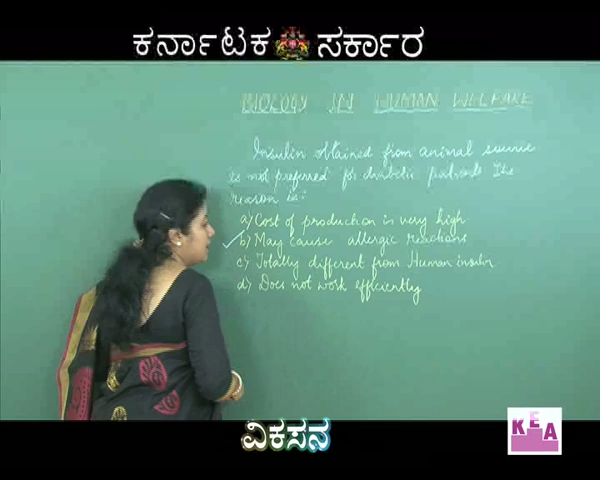 ಕರ್ನಾಟಕ ಸರ್ಕಾರ
BIOLOGY IN HUMAN WELFARE
Insulin obtained from animal source
is not preferred for diabetic patients The
reason is:
a) Cost of production is very high
b) May cause allergic reactions
c) Totally different from Human insulin
d) Does not work efficiently
ವಿಕಸನ
KEA